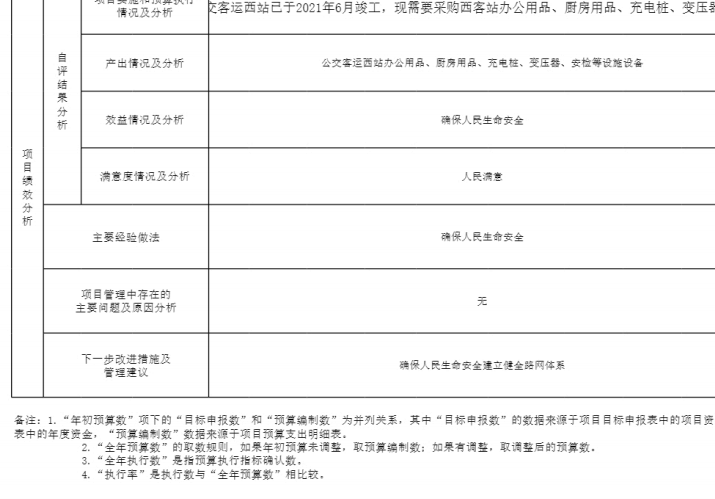 情况及分析
交客运西站已于2021年6月竣工，现需要采购西客站办公用品、厨房用品、充电桩、变压器
项目绩效分析
自评结果分析
产出情况及分析
公交客运西站办公用品、厨房用品、充电桩、变压器、安检等设施设备
效益情况及分析
确保人民生命安全
满意度情况及分析
人民满意
主要经验做法
确保人民生命安全
项目管理中存在的
主要问题及原因分析
无
下一步改进措施及
管理建议
确保人民生命安全建立健全路网体系
备注：1.“年初预算数”项下的“目标申报数”和“预算编制数”为并列关系，其中“目标申报数”的数据来源于项目目标申报表中的项目资
表中的年度资金，“预算编制数”数据来源于项目预算支出明细表。
2.“全年预算数”的取数规则，如果年初预算未调整，取预算编制数；如果有调整，取调整后的预算数。
3.“全年执行数”是指预算执行指标确认数。
4.“执行率”是执行数与“全年预算数”相比较。